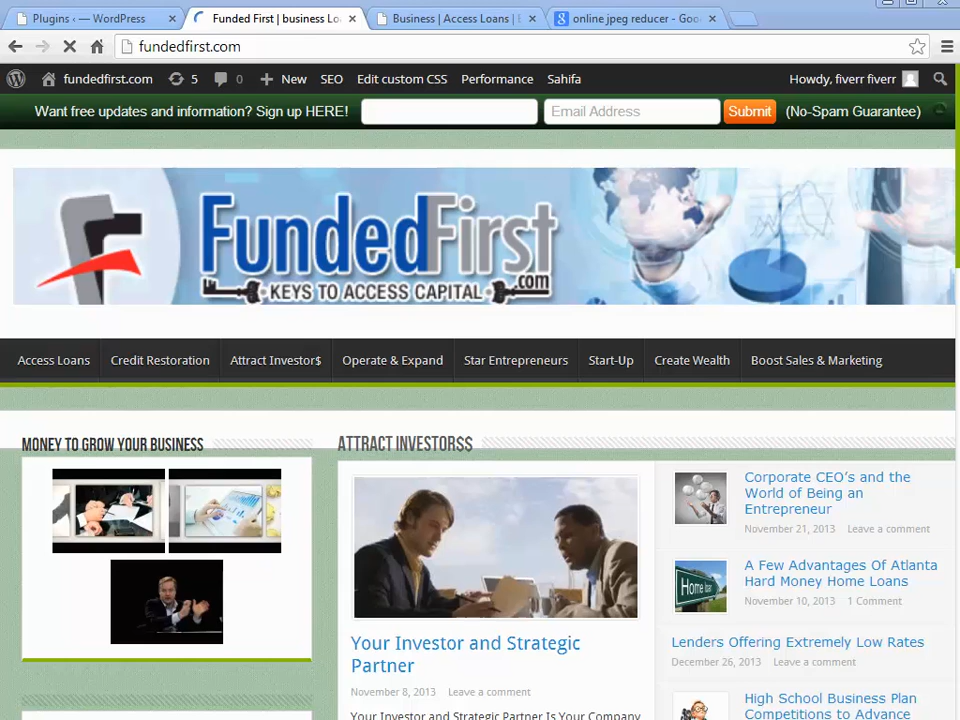 Plugins ‹ — WordPress
Funded First | business Lo
Business | Access Loans | E
online jpeg reducer - Goo
fundedfirst.com
fundedfirst.com 5 0 New SEO Edit custom CSS Performance Sahifa Howdy, fiverr fiverr
Want free updates and information? Sign up HERE! Email Address Submit (No-Spam Guarantee)
FundedFirst
.com
KEYS TO ACCESS CAPITAL
Access Loans Credit Restoration Attract Investor$ Operate & Expand Star Entrepreneurs Start-Up Create Wealth Boost Sales & Marketing
MONEY TO GROW YOUR BUSINESS
ATTRACT INVESTOR$$
Your Investor and Strategic
Partner
November 8, 2013 Leave a comment
Your Investor and Strategic Partner Is Your Company
Corporate CEO's and the
World of Being an
Entrepreneur
November 21, 2013 Leave a comment
Home loan
A Few Advantages Of Atlanta
Hard Money Home Loans
November 10, 2013 1 Comment
Lenders Offering Extremely Low Rates
December 26, 2013 Leave a comment
High School Business Plan
Competitions to Advance